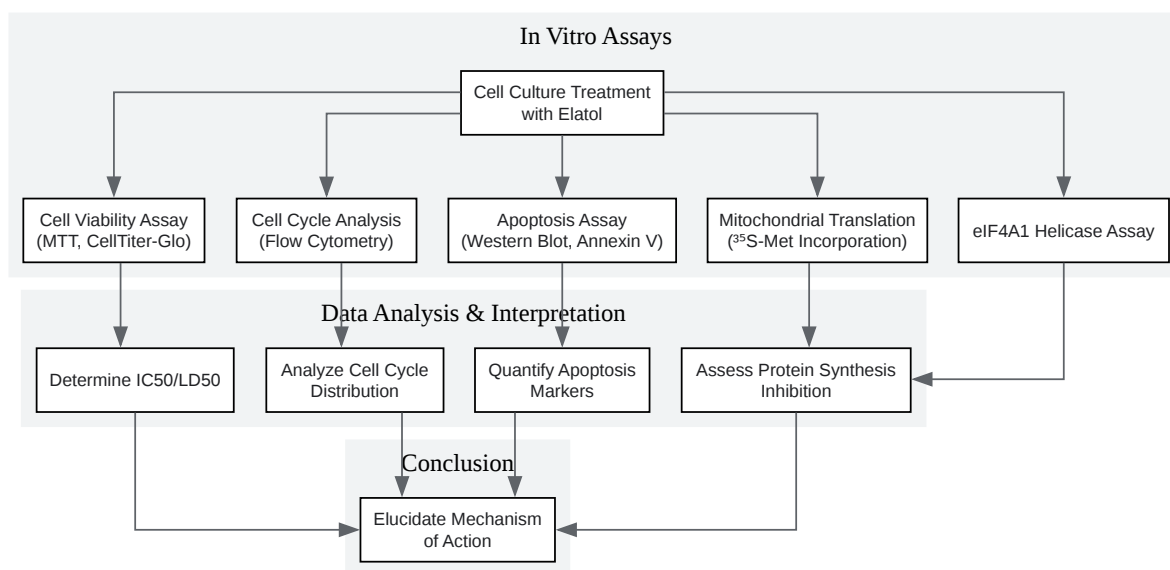 In Vitro Assays
Cell Culture Treatment
with Elatol
Cell Viability Assay
(MTT, CellTiter-Glo)
Cell Cycle Analysis
(Flow Cytometry)
Apoptosis Assay
(Western Blot, Annexin V)
Mitochondrial Translation
(³⁵S-Met Incorporation)
eIF4A1 Helicase Assay
Data Analysis & Interpretation
Determine IC50/LD50
Analyze Cell Cycle
Distribution
Quantify Apoptosis
Markers
Assess Protein Synthesis
Inhibition
Conclusion
Elucidate Mechanism
of Action